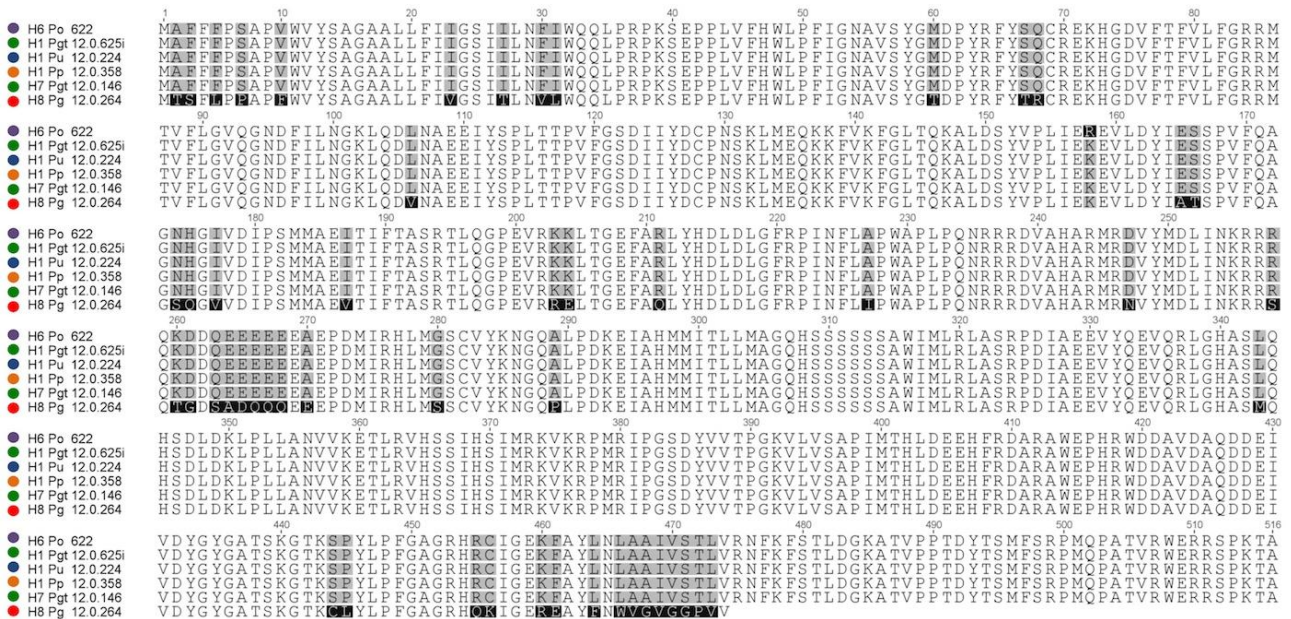 1 10 20 30 40 50 60 70 80
H6 Po 622 MAFFFPSAPVWVYSAGAALLFIIGSIILNFIWQQLPRPKSEPPLVFHWLPFIGNAVSYGMDPYRFYSQCREKHGDVFTFVLFGRRM
H1 Pgt 12.0.625i MAFFFPSAPVWVYSAGAALLFIIGSIILNFIWQQLPRPKSEPPLVFHWLPFIGNAVSYGMDPYRFYSQCREKHGDVFTFVLFGRRM
H1 Pu 12.0.224 MAFFFPSAPVWVYSAGAALLFIIGSIILNFIWQQLPRPKSEPPLVFHWLPFIGNAVSYGMDPYRFYSQCREKHGDVFTFVLFGRRM
H1 Pp 12.0.358 MAFFFPSAPVWVYSAGAALLFIIGSIILNFIWQQLPRPKSEPPLVFHWLPFIGNAVSYGMDPYRFYSQCREKHGDVFTFVLFGRRM
H7 Pgt 12.0.146 MAFFFPSAPVWVYSAGAALLFIIGSIILNFIWQQLPRPKSEPPLVFHWLPFIGNAVSYGMDPYRFYSQCREKHGDVFTFVLFGRRM
H8 Pg 12.0.264 MTSFLPPAPFWVYSAGAALLFIVGSITLNVLWQQLPRPKSEPPLVFHWLPFIGNAVSYGTDPYRFYTRCREKHGDVFTFVLFGRRM
90 100 110 120 130 140 150 160 170
H6 Po 622 TVFLGVQGNDFILNGKLQDLNAEEIYSPLTTPVFGSDIIYDCPNSKLMEQKKFVKFGLTQKALDSYVPLIEREVLDYIESSPVFQA
H1 Pgt 12.0.625i TVFLGVQGNDFILNGKLQDLNAEEIYSPLTTPVFGSDIIYDCPNSKLMEQKKFVKFGLTQKALDSYVPLIEKEVLDYIESSPVFQA
H1 Pu 12.0.224 TVFLGVQGNDFILNGKLQDLNAEEIYSPLTTPVFGSDIIYDCPNSKLMEQKKFVKFGLTQKALDSYVPLIEKEVLDYIESSPVFQA
H1 Pp 12.0.358 TVFLGVQGNDFILNGKLQDLNAEEIYSPLTTPVFGSDIIYDCPNSKLMEQKKFVKFGLTQKALDSYVPLIEKEVLDYIESSPVFQA
H7 Pgt 12.0.146 TVFLGVQGNDFILNGKLQDLNAEEIYSPLTTPVFGSDIIYDCPNSKLMEQKKFVKFGLTQKALDSYVPLIEKEVLDYIESSPVFQA
H8 Pg 12.0.264 TVFLGVQGNDFILNGKLQDVNAEEIYSPLTTPVFGSDIIYDCPNSKLMEQKKFVKFGLTQKALDSYVPLIEKEVLDYIATSPVFQA
180 190 200 210 220 230 240 250
H6 Po 622 GNHGIVDIPSMMAEITIFTASRTLQGPEVRKKLTGEFARLYHDLDLGFRPINFLAPWAPLPQNRRRDVAHARMRDVYMDLINKRRR
H1 Pgt 12.0.625i GNHGIVDIPSMMAEITIFTASRTLQGPEVRKKLTGEFARLYHDLDLGFRPINFLAPWAPLPQNRRRDVAHARMRDVYMDLINKRRR
H1 Pu 12.0.224 GNHGIVDIPSMMAEITIFTASRTLQGPEVRKKLTGEFARLYHDLDLGFRPINFLAPWAPLPQNRRRDVAHARMRDVYMDLINKRRR
H1 Pp 12.0.358 GNHGIVDIPSMMAEITIFTASRTLQGPEVRKKLTGEFARLYHDLDLGFRPINFLAPWAPLPQNRRRDVAHARMRDVYMDLINKRRR
H7 Pgt 12.0.146 GNHGIVDIPSMMAEITIFTASRTLQGPEVRKKLTGEFARLYHDLDLGFRPINFLAPWAPLPQNRRRDVAHARMRDVYMDLINKRRR
H8 Pg 12.0.264 GSQGVVDIPSMMAEVTIFTASRTLQGPEVRRELTGEFAQLYHDLDLGFRPINFLIPWAPLPQNRRRDVAHARMRNVYMDLINKRRS
260 270 280 290 300 310 320 330 340
H6 Po 622 QKDDQEEEEEEAEPDMIRHLMGSCVYKNGQALPDKEIAHMMITLLMAGQHSSSSSSAWIMLRLASRPDIAEEVYQEVQRLGHASLQ
H1 Pgt 12.0.625i QKDDQEEEEEEAEPDMIRHLMGSCVYKNGQALPDKEIAHMMITLLMAGQHSSSSSSAWIMLRLASRPDIAEEVYQEVQRLGHASLQ
H1 Pu 12.0.224 QKDDQEEEEEEAEPDMIRHLMGSCVYKNGQALPDKEIAHMMITLLMAGQHSSSSSSAWIMLRLASRPDIAEEVYQEVQRLGHASLQ
H1 Pp 12.0.358 QKDDQEEEEEEAEPDMIRHLMGSCVYKNGQALPDKEIAHMMITLLMAGQHSSSSSSAWIMLRLASRPDIAEEVYQEVQRLGHASLQ
H7 Pgt 12.0.146 QKDDQEEEEEEAEPDMIRHLMGSCVYKNGQALPDKEIAHMMITLLMAGQHSSSSSSAWIMLRLASRPDIAEEVYQEVQRLGHASLQ
H8 Pg 12.0.264 QTGDSADQQQEEEPDMIRHLMSSCVYKNGQPLPDKEIAHMMITLLMAGQHSSSSSSAWIMLRLASRPDIAEEVYQEVQRLGHASMQ
350 360 370 380 390 400 410 420 430
H6 Po 622 HSDLDKLPLLANVVKETLRVHSSIHSIMRKVKRPMRIPGSDYVVTPGKVLVSAPIMTHLDEEHFRDARAWEPHRWDDAVDAQDDEI
H1 Pgt 12.0.625i HSDLDKLPLLANVVKETLRVHSSIHSIMRKVKRPMRIPGSDYVVTPGKVLVSAPIMTHLDEEHFRDARAWEPHRWDDAVDAQDDEI
H1 Pu 12.0.224 HSDLDKLPLLANVVKETLRVHSSIHSIMRKVKRPMRIPGSDYVVTPGKVLVSAPIMTHLDEEHFRDARAWEPHRWDDAVDAQDDEI
H1 Pp 12.0.358 HSDLDKLPLLANVVKETLRVHSSIHSIMRKVKRPMRIPGSDYVVTPGKVLVSAPIMTHLDEEHFRDARAWEPHRWDDAVDAQDDEI
H7 Pgt 12.0.146 HSDLDKLPLLANVVKETLRVHSSIHSIMRKVKRPMRIPGSDYVVTPGKVLVSAPIMTHLDEEHFRDARAWEPHRWDDAVDAQDDEI
H8 Pg 12.0.264 HSDLDKLPLLANVVKETLRVHSSIHSIMRKVKRPMRIPGSDYVVTPGKVLVSAPIMTHLDEEHFRDARAWEPHRWDDAVDAQDDEI
440 450 460 470 480 490 500 510 516
H6 Po 622 VDYGYGATSKGTKSPYLPFGAGRHRCIGEKFAYLNLAAIVSTLVRNFKFSTLDGKATVPPTDYTSMFSRPMQPATVRWERRSPKTA
H1 Pgt 12.0.625i VDYGYGATSKGTKSPYLPFGAGRHRCIGEKFAYLNLAAIVSTLVRNFKFSTLDGKATVPPTDYTSMFSRPMQPATVRWERRSPKTA
H1 Pu 12.0.224 VDYGYGATSKGTKSPYLPFGAGRHRCIGEKFAYLNLAAIVSTLVRNFKFSTLDGKATVPPTDYTSMFSRPMQPATVRWERRSPKTA
H1 Pp 12.0.358 VDYGYGATSKGTKSPYLPFGAGRHRCIGEKFAYLNLAAIVSTLVRNFKFSTLDGKATVPPTDYTSMFSRPMQPATVRWERRSPKTA
H7 Pgt 12.0.146 VDYGYGATSKGTKSPYLPFGAGRHRCIGEKFAYLNLAAIVSTLVRNFKFSTLDGKATVPPTDYTSMFSRPMQPATVRWERRSPKTA
H8 Pg 12.0.264 VDYGYGATSKGTKCLYLPFGAGRHQKIGEREAYFNWVGVGGPV